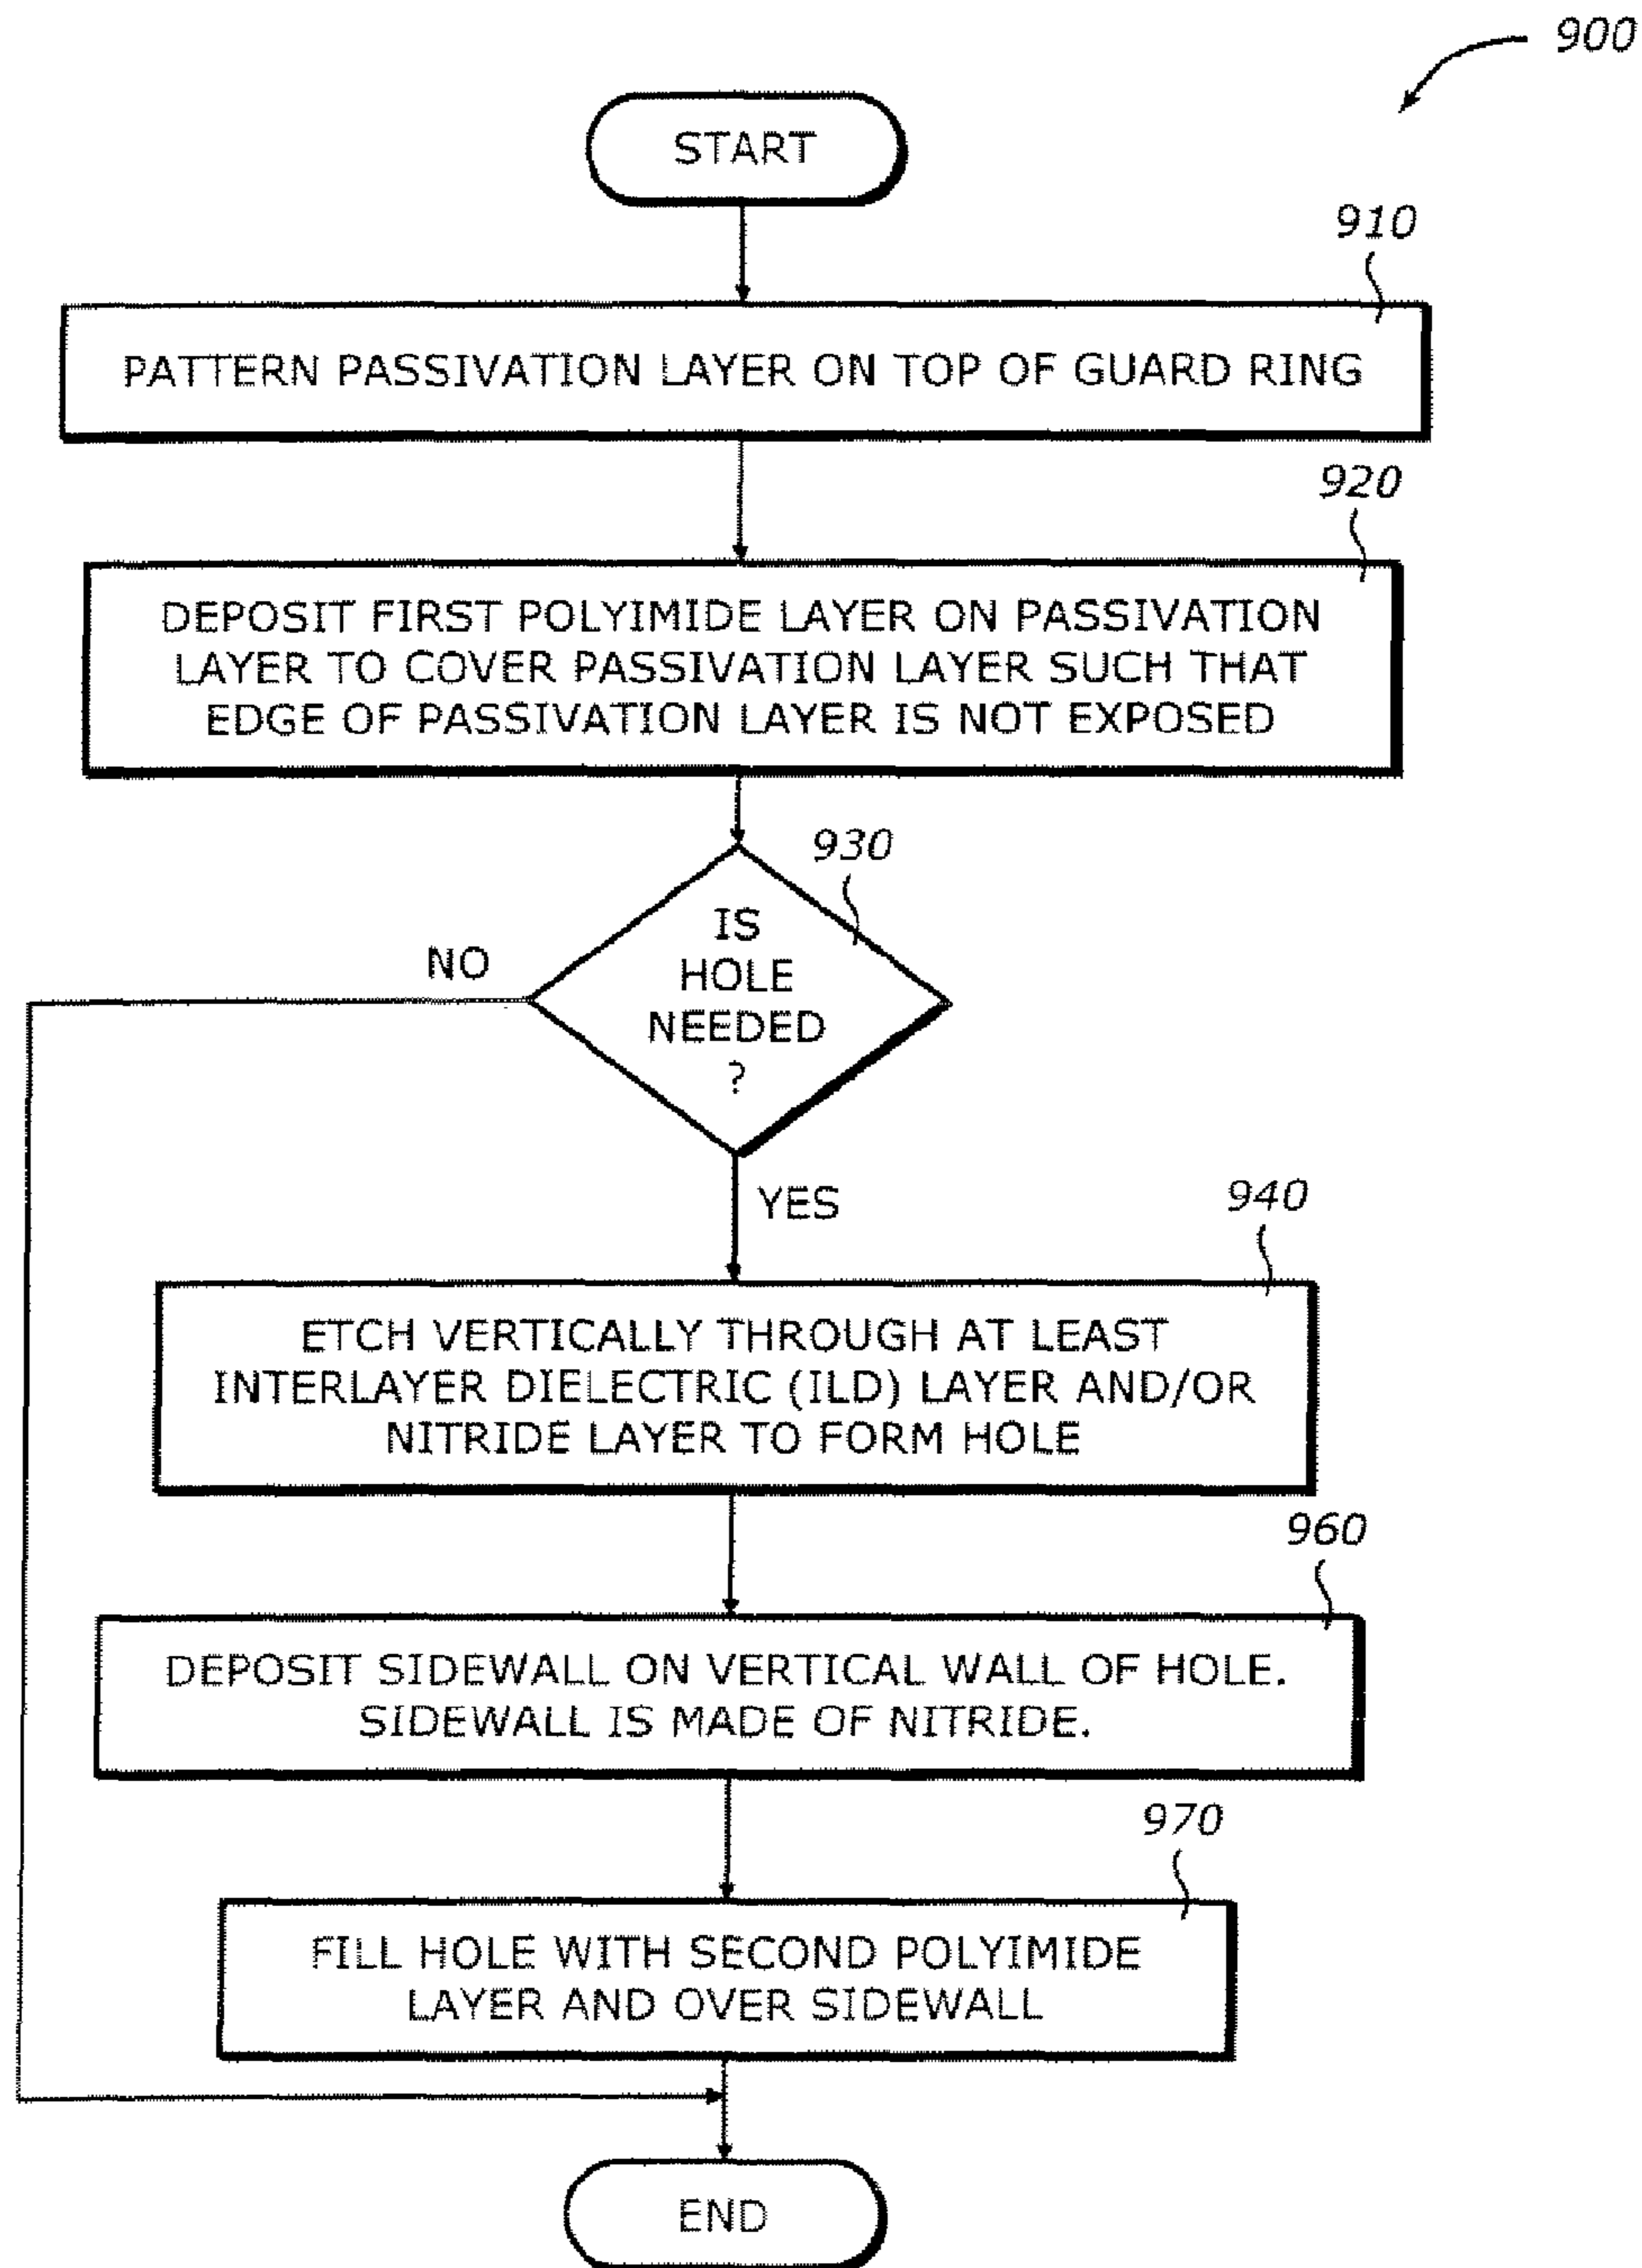 900
START
910
PATTERN PASSIVATION LAYER ON TOP OF GUARD RING
920
DEPOSIT FIRST POLYIMIDE LAYER ON PASSIVATION
LAYER TO COVER PASSIVATION LAYER SUCH THAT
EDGE OF PASSIVATION LAYER IS NOT EXPOSED
930
IS
HOLE
NEEDED
?
NO
YES
940
ETCH VERTICALLY THROUGH AT LEAST
INTERLAYER DIELECTRIC (ILD) LAYER AND/OR
NITRIDE LAYER TO FORM HOLE
960
DEPOSIT SIDEWALL ON VERTICAL WALL OF HOLE.
SIDEWALL IS MADE OF NITRIDE.
970
FILL HOLE WITH SECOND POLYIMIDE
LAYER AND OVER SIDEWALL
END